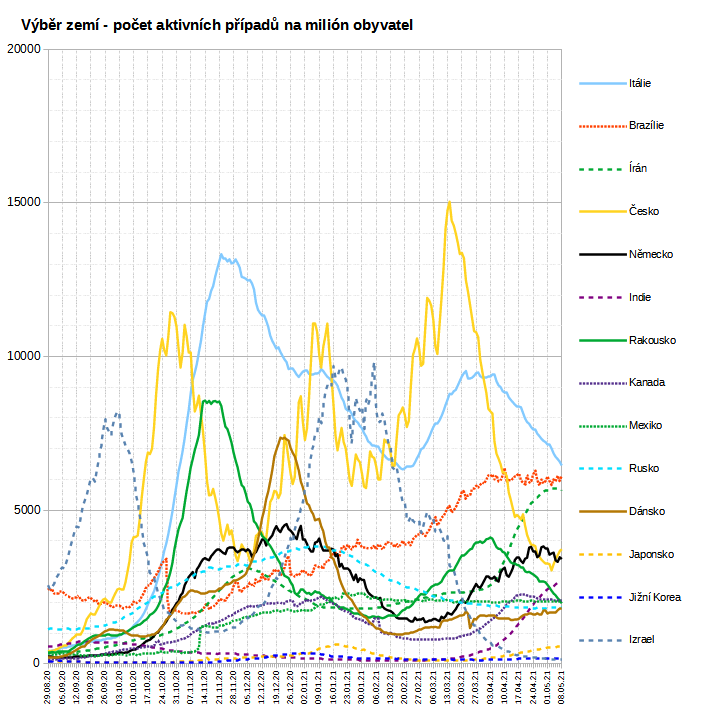 Výběr zemí - počet aktivních případů na milión obyvatel
20000
15000
10000
5000
0
Itálie
Brazílie
Írán
Česko
Německo
Indie
Rakousko
Kanada
Mexiko
Rusko
Dánsko
Japonsko
Jižní Korea
Izrael
29.08.20
05.09.20
12.09.20
19.09.20
26.09.20
03.10.20
10.10.20
17.10.20
24.10.20
31.10.20
07.11.20
14.11.20
21.11.20
28.11.20
05.12.20
12.12.20
19.12.20
26.12.20
02.01.21
09.01.21
16.01.21
23.01.21
30.01.21
06.02.21
13.02.21
20.02.21
27.02.21
06.03.21
13.03.21
20.03.21
27.03.21
03.04.21
10.04.21
17.04.21
24.04.21
01.05.21
08.05.21